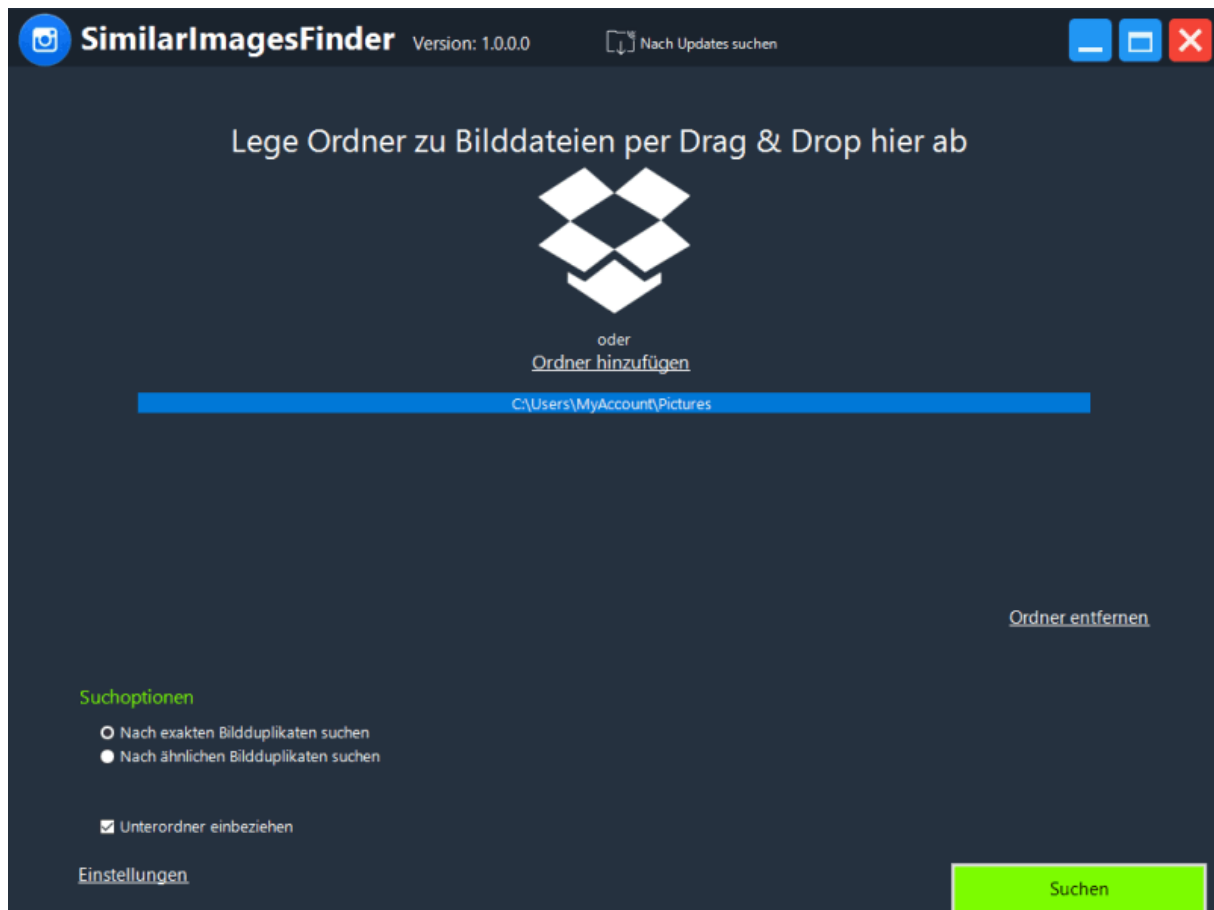 SimilarImagesFinder Version: 1.0.0.0 Nach Updates suchen
Lege Ordner zu Bilddateien per Drag & Drop hier ab
oder
Ordner hinzufügen
C:\Users\MyAccount\Pictures
Ordner entfernen
Suchoptionen
Nach exakten Bildduplikaten suchen
Nach ähnlichen Bildduplikaten suchen
Unterordner einbeziehen
Einstellungen
Suchen